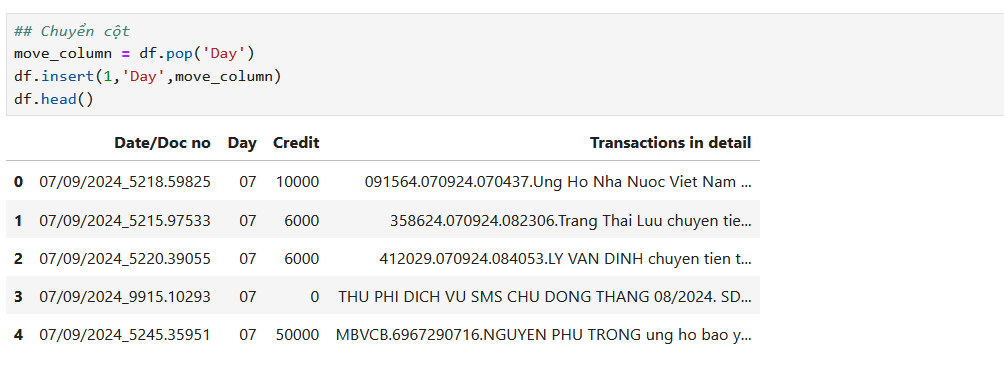 ## Chuyển cột
move_column = df.pop('Day')
df.insert(1,'Day',move_column)
df.head()
Date/Doc no Day Credit Transactions in detail
0 07/09/2024_5218.59825 07 10000 091564.070924.070437.Ung Ho Nha Nuoc Viet Nam ...
1 07/09/2024_5215.97533 07 6000 358624.070924.082306.Trang Thai Luu chuyen tie...
2 07/09/2024_5220.39055 07 6000 412029.070924.084053.LY VAN DINH chuyen tien t...
3 07/09/2024_9915.10293 07 0 THU PHI DICH VU SMS CHU DONG THANG 08/2024. SD...
4 07/09/2024_5245.35951 07 50000 MBVCB.6967290716.NGUYEN PHU TRONG ung ho bao y...